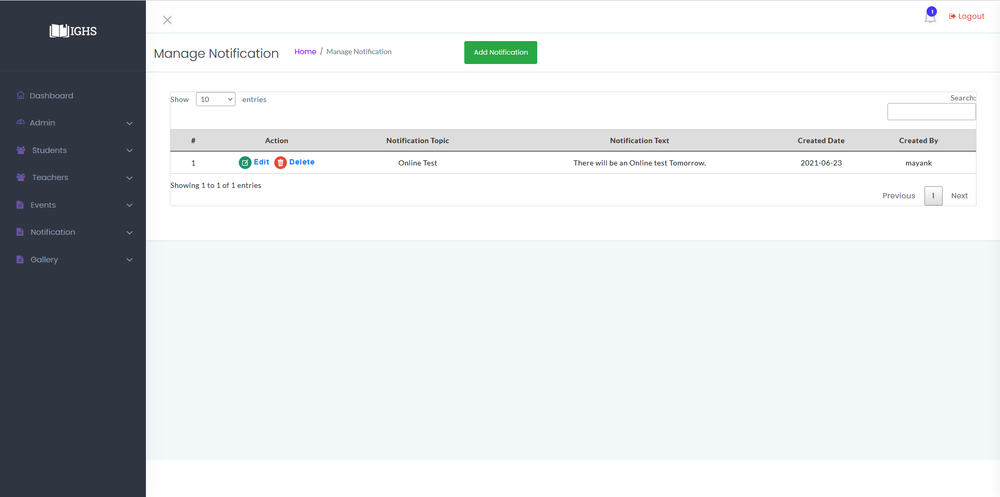 IGHS
Dashboard
Admin
Students
Teachers
Events
Notification
Gallery
1
Logout
Manage Notification Home / Manage Notification Add Notification
Show 10 entries
Search:
# Action Notification Topic Notification Text Created Date Created By
1 Edit Delete Online Test There will be an Online test Tomorrow. 2021-06-23 mayank
Showing 1 to 1 of 1 entries
Previous 1 Next